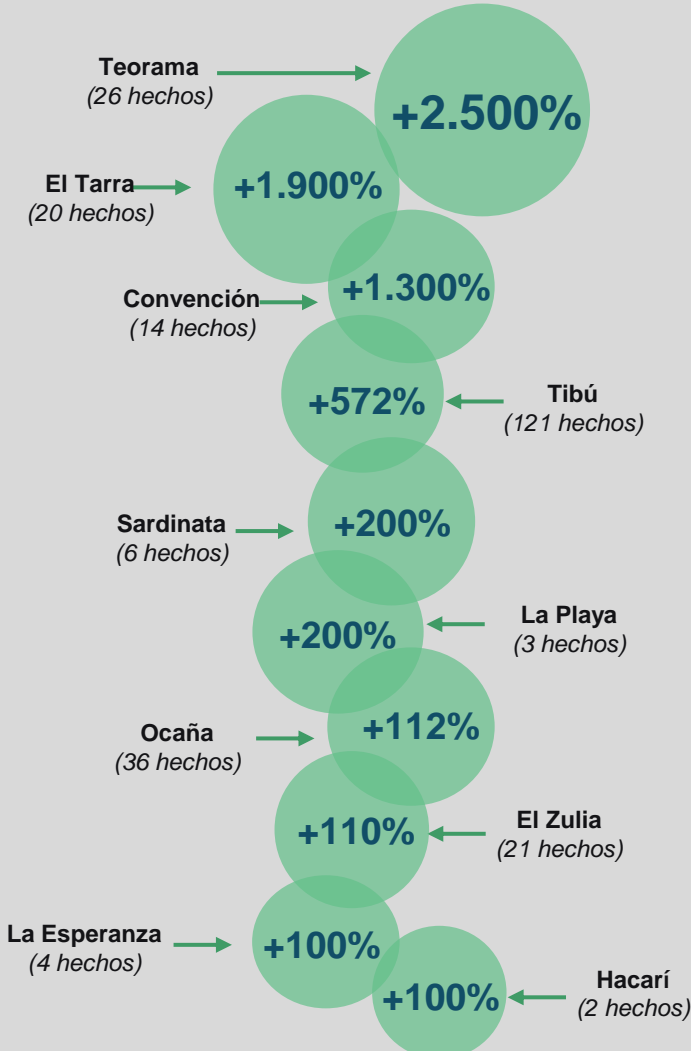 Teorama
(26 hechos)
+2.500%
El Tarra
(20 hechos)
+1.900%
Convención
(14 hechos)
+1.300%
Tibú
(121 hechos)
+572%
Sardinata
(6 hechos)
+200%
La Playa
(3 hechos)
+200%
Ocaña
(36 hechos)
+112%
El Zulia
(21 hechos)
+110%
La Esperanza
(4 hechos)
+100%
Hacarí
(2 hechos)
+100%